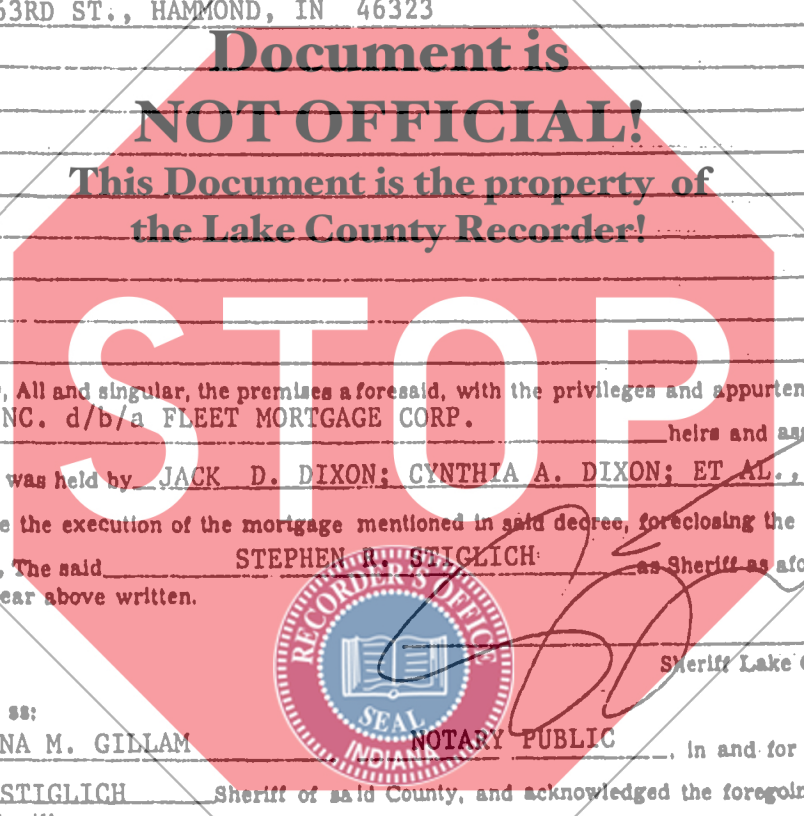 63RD ST., HAMMOND, IN 46323
Document is
NOT OFFICIAL!
This Document is the property of
the Lake County Recorder!
STOP
All and singular, the premises aforesaid, with the privileges and appurten
NC. d/b/a FLEET MORTGAGE CORP.
heirs and ass
was held by JACK D. DIXON; CYNTHIA A. DIXON; ET AL.,
e the execution of the mortgage mentioned in said decree, foreclosing the
, The said STEPHEN R. STIGLICH as Sheriff as afo
ear above written.
RECORDER'S OFFICE
SEAL
INDIANA
Sheriff Lake C
ss:
NA M. GILLAM NOTARY PUBLIC , in and for
STIGLICH Sheriff of said County, and acknowledged the foregoin